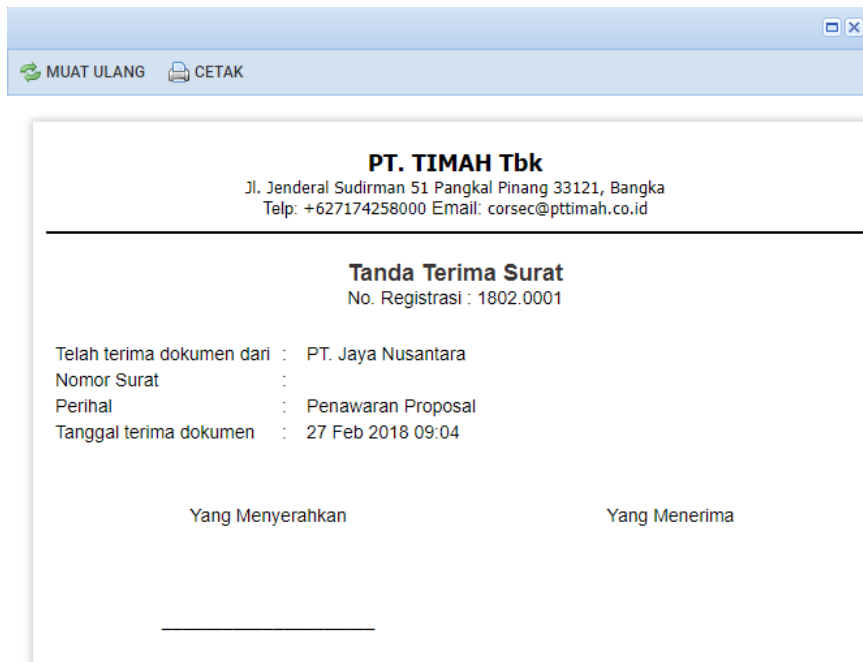 MUAT ULANG CETAK
PT. TIMAH Tbk
Jl. Jenderal Sudirman 51 Pangkal Pinang 33121, Bangka
Telp: +627174258000 Email: corsec@pttimah.co.id
Tanda Terima Surat
No. Registrasi : 1802.0001
Telah terima dokumen dari : PT. Jaya Nusantara
Nomor Surat :
Perihal : Penawaran Proposal
Tanggal terima dokumen : 27 Feb 2018 09:04
Yang Menyerahkan Yang Menerima